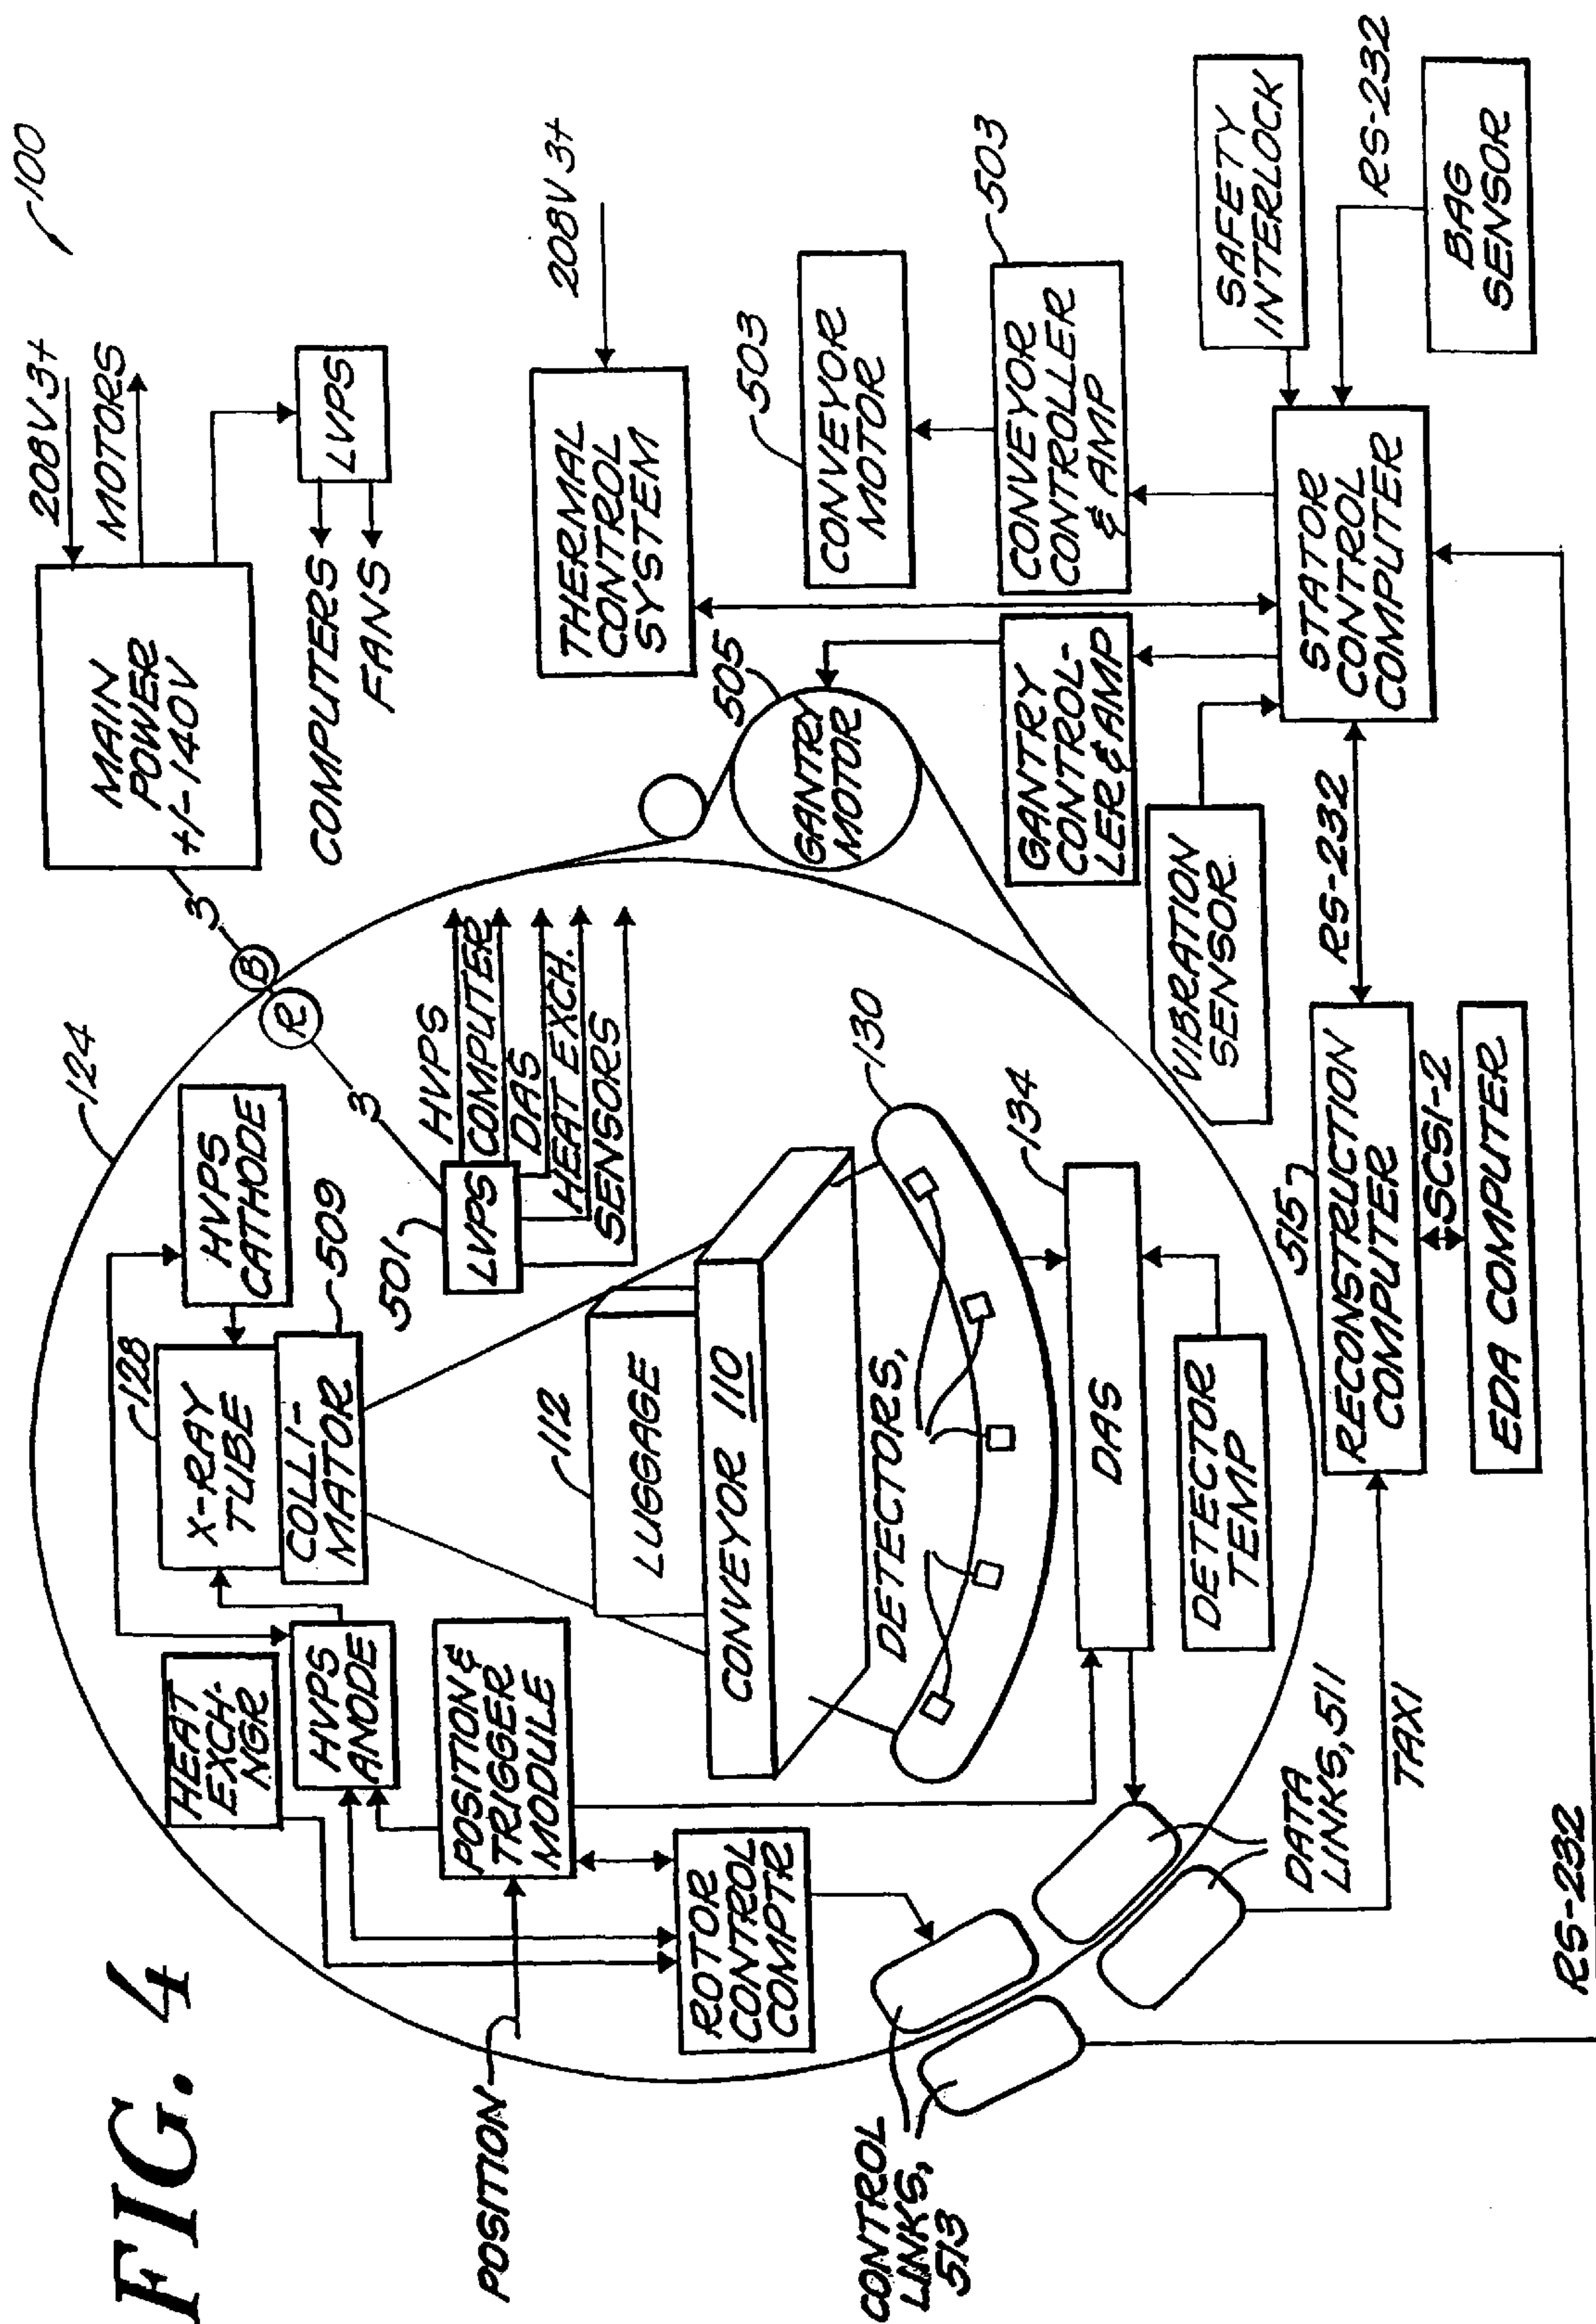 FIG. 4
100
208V 3+
MOTORS
MAIN
POWER
+/-140V
LVPS
COMPUTERS
FANS
3
B
R
3
124
HEAT
EXCH-
NGR
HVPS
ANODE
128
X-RAY
TUBE
COLLI-
MATOR
509
HVPS
CATHODE
501
LVPS
HVPS
COMPUTER
DAS
HEAT EXCH.
SENSORS
208V 3+
THERMAL
CONTROL
SYSTEM
POSITION
POSITION &
TRIGGER
MODULE
112
LUGGAGE
CONVEYOR 110
DETECTORS,
130
505
GANTRY
MOTOR
503
CONVEYOR
MOTOR
ROTOR
CONTROL
COMPTR
134
DAS
DETECTOR
TEMP
GANTRY
CONTROL-
LER & AMP
503
CONVEYOR
CONTROLLER
& AMP
CONTROL
LINKS,
513
DATA
LINKS, 511
TAXI
VIBRATION
SENSOR
SAFETY
INTERLOCK
515
RECONSTRUCTION
COMPUTER
RS-232
STATOR
CONTROL
COMPUTER
RS-232
SCSI-2
EDA COMPUTER
BAG
SENSOR
RS-232